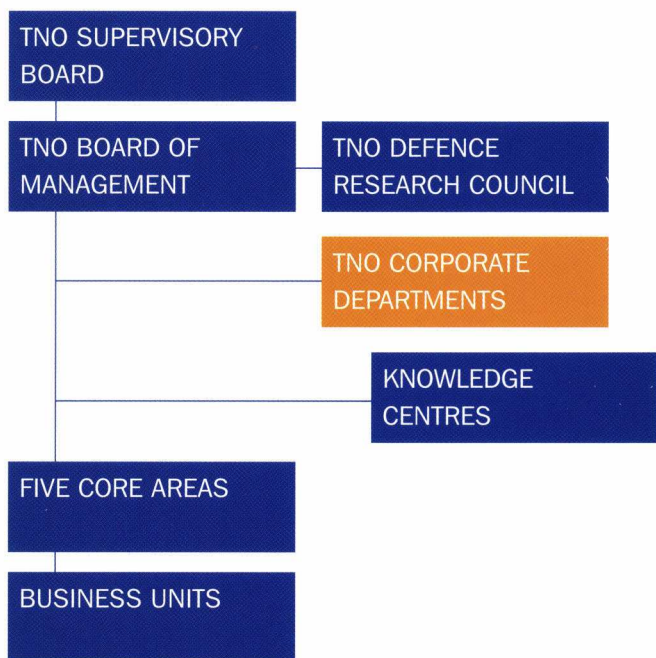 TNO SUPERVISORY
BOARD
TNO BOARD OF
MANAGEMENT
TNO DEFENCE
RESEARCH COUNCIL
TNO CORPORATE
DEPARTMENTS
KNOWLEDGE
CENTRES
FIVE CORE AREAS
BUSINESS UNITS